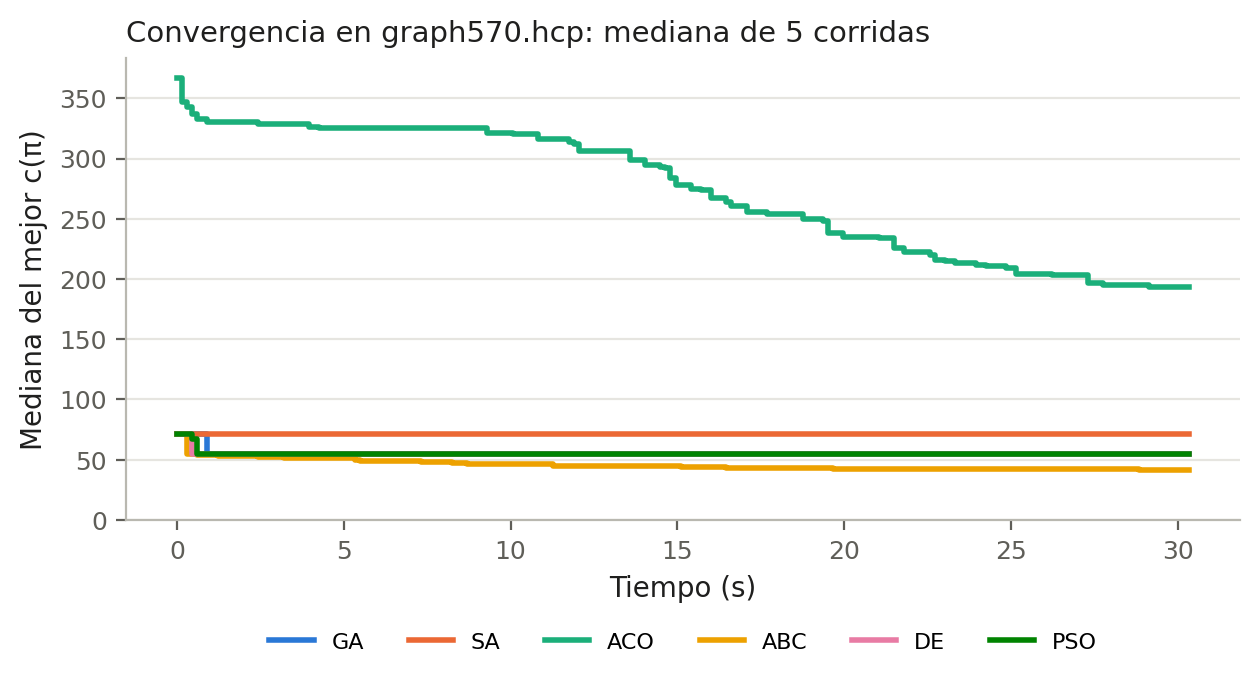 Convergencia en graph570.hcp: mediana de 5 corridas
Mediana del mejor c(π)
350
300
250
200
150
100
50
0
0 5 10 15 20 25 30
Tiempo (s)
GA SA ACO ABC DE PSO